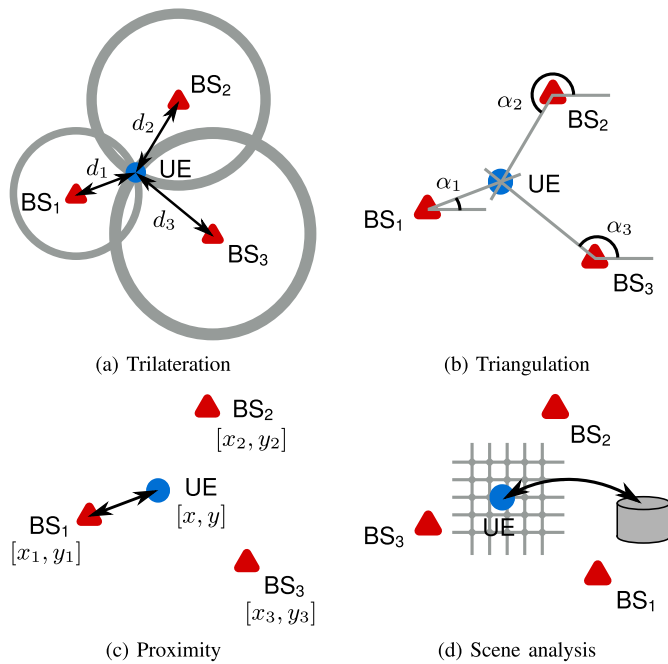 BS₂
d₂
d₁
UE
BS₁
d₃
BS₃
(a) Trilateration
α₂
BS₂
α₁
UE
BS₁
α₃
BS₃
(b) Triangulation
BS₂
[x₂, y₂]
UE
[x, y]
BS₁
[x₁, y₁]
BS₃
[x₃, y₃]
(c) Proximity
BS₂
UE
BS₃
BS₁
(d) Scene analysis